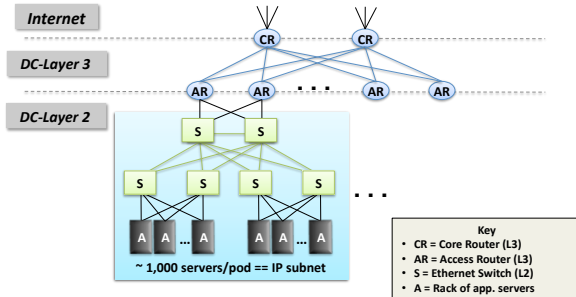 Internet
CR CR
DC-Layer 3
AR AR ... AR AR
DC-Layer 2
S S
S S S S
...
A A ... A A A ... A
~ 1,000 servers/pod == IP subnet
Key
• CR = Core Router (L3)
• AR = Access Router (L3)
• S = Ethernet Switch (L2)
• A = Rack of app. servers